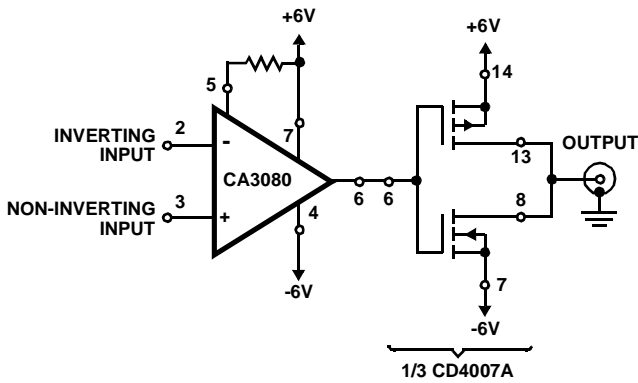 +6V
+6V
5
14
INVERTING
INPUT
2
7
-
CA3080
13
OUTPUT
NON-INVERTING
INPUT
3
+
4
6
6
8
-6V
7
-6V
1/3 CD4007A